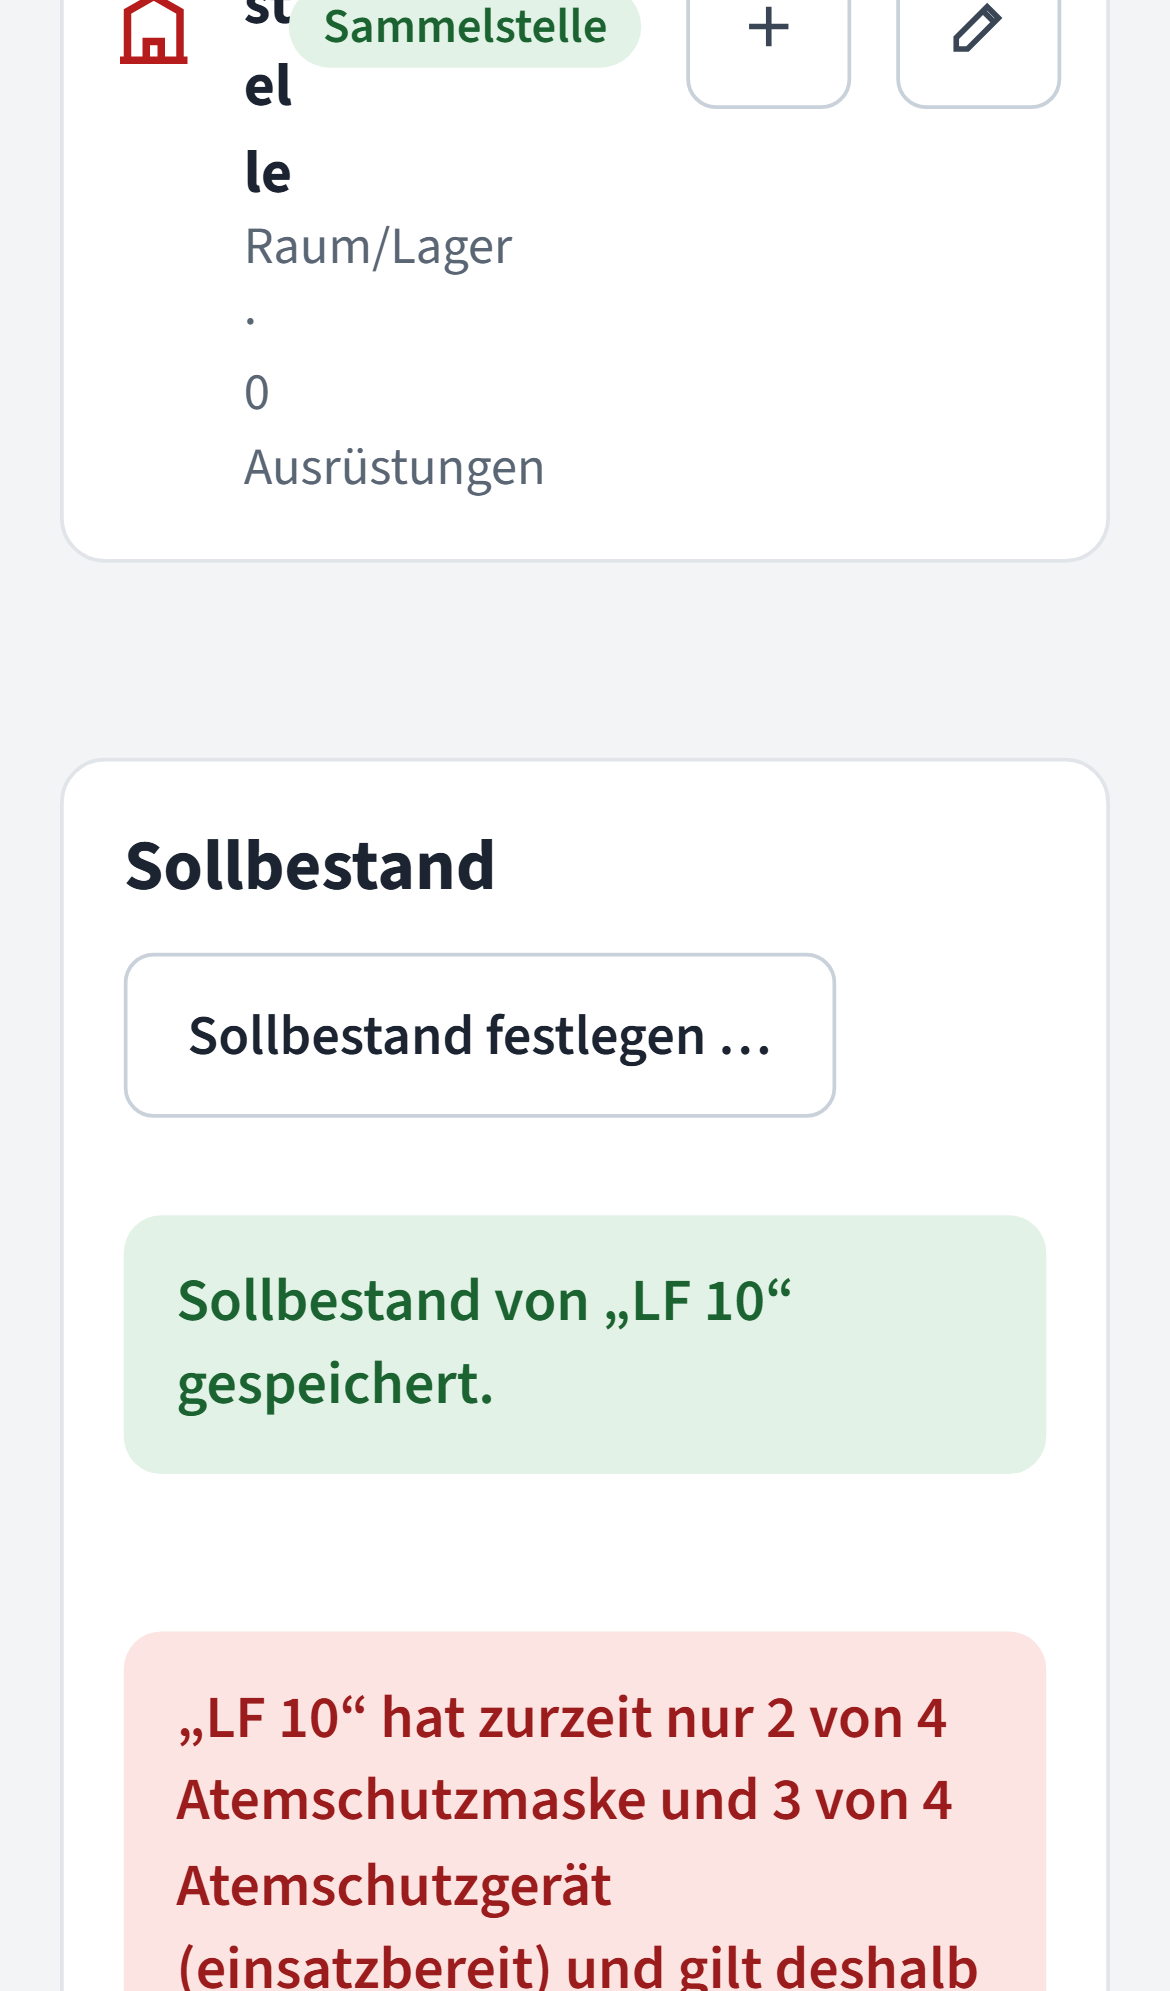 st
Sammelstelle
el
le
Raum/Lager
·
0
Ausrüstungen
Sollbestand
Sollbestand festlegen …
Sollbestand von „LF 10“
gespeichert.
„LF 10“ hat zurzeit nur 2 von 4
Atemschutzmaske und 3 von 4
Atemschutzgerät
(einsatzbereit) und gilt deshalb